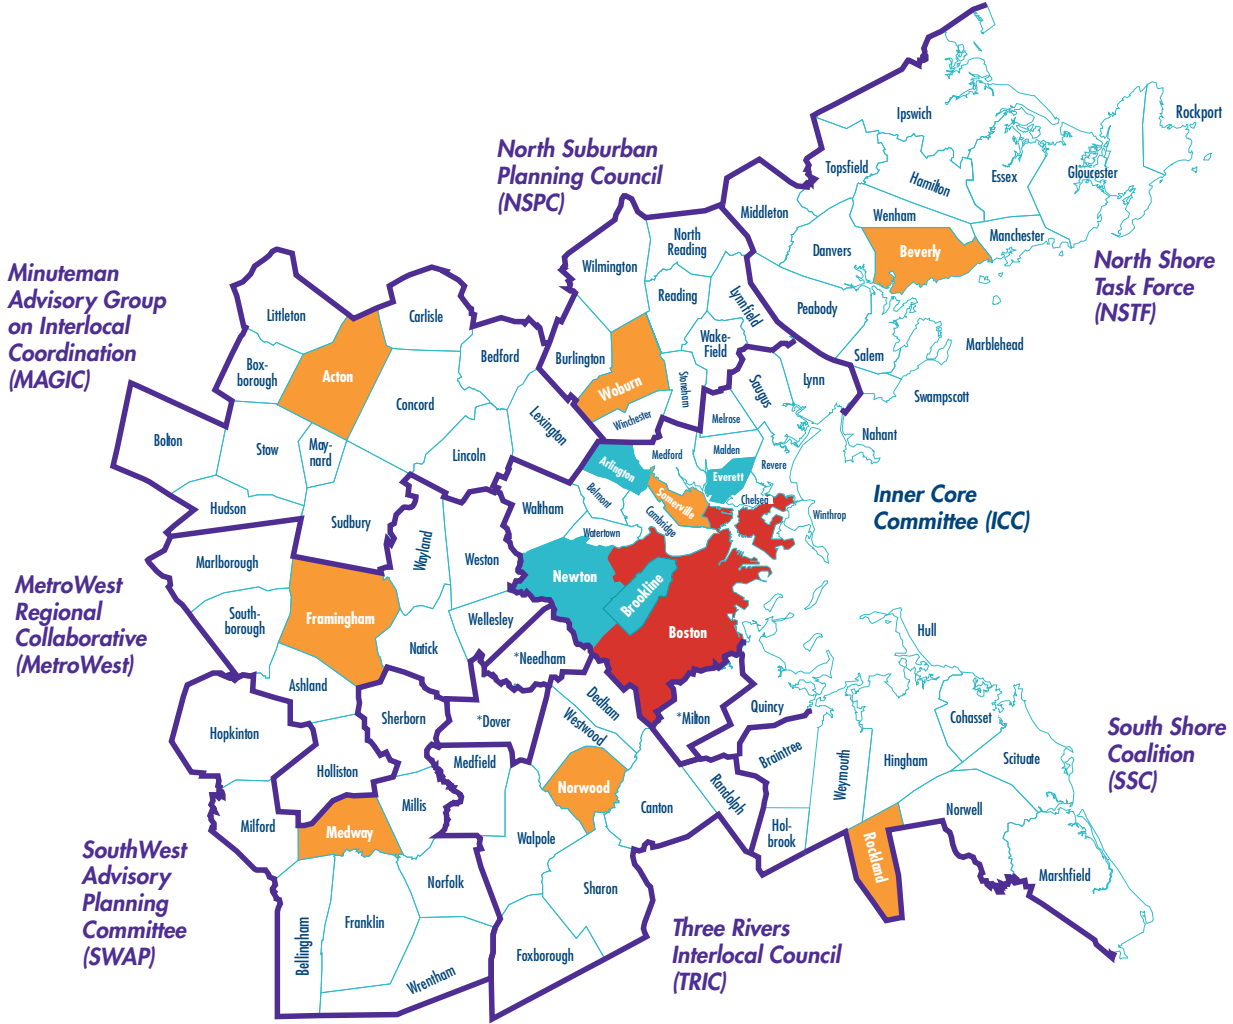 Ipswich
Rockport
North Suburban
Planning Council
(NSPC)
Topsfield
Hamilton
Essex
Gloucester
Middleton
Wenham
North
Reading
Danvers
Beverly
Manchester
North Shore
Task Force
(NSTF)
Minuteman
Advisory Group
on Interlocal
Coordination
(MAGIC)
Wilmington
Reading
Lynnfield
Peabody
Littleton
Carlisle
Wake-
Field
Marblehead
Burlington
Bedford
Salem
Box-
borough
Acton
Woburn
Stoneham
Saugus
Lynn
Swampscott
Concord
Lexington
Winchester
Melrose
Nahant
Bolton
Stow
May-
nard
Lincoln
Arlington
Medford
Malden
Revere
Everett
Inner Core
Committee (ICC)
Hudson
Sudbury
Waltham
Belmont
Somerville
Chelsea
Winthrop
Cambridge
Watertown
Marlborough
Wayland
Weston
Newton
Brookline
MetroWest
Regional
Collaborative
(MetroWest)
South-
borough
Framingham
Wellesley
Boston
Hull
Natick
*Needham
Ashland
Sherborn
*Dover
Dedham
Westwood
*Milton
Quincy
Cohasset
South Shore
Coalition
(SSC)
Hopkinton
Holliston
Medfield
Braintree
Weymouth
Hingham
Scituate
Norwood
Randolph
Millis
Canton
Norwell
Milford
Medway
Walpole
Hol-
brook
Rockland
SouthWest
Advisory
Planning
Committee
(SWAP)
Marshfield
Norfolk
Sharon
Franklin
Bellingham
Wrentham
Foxborough
Three Rivers
Interlocal Council
(TRIC)